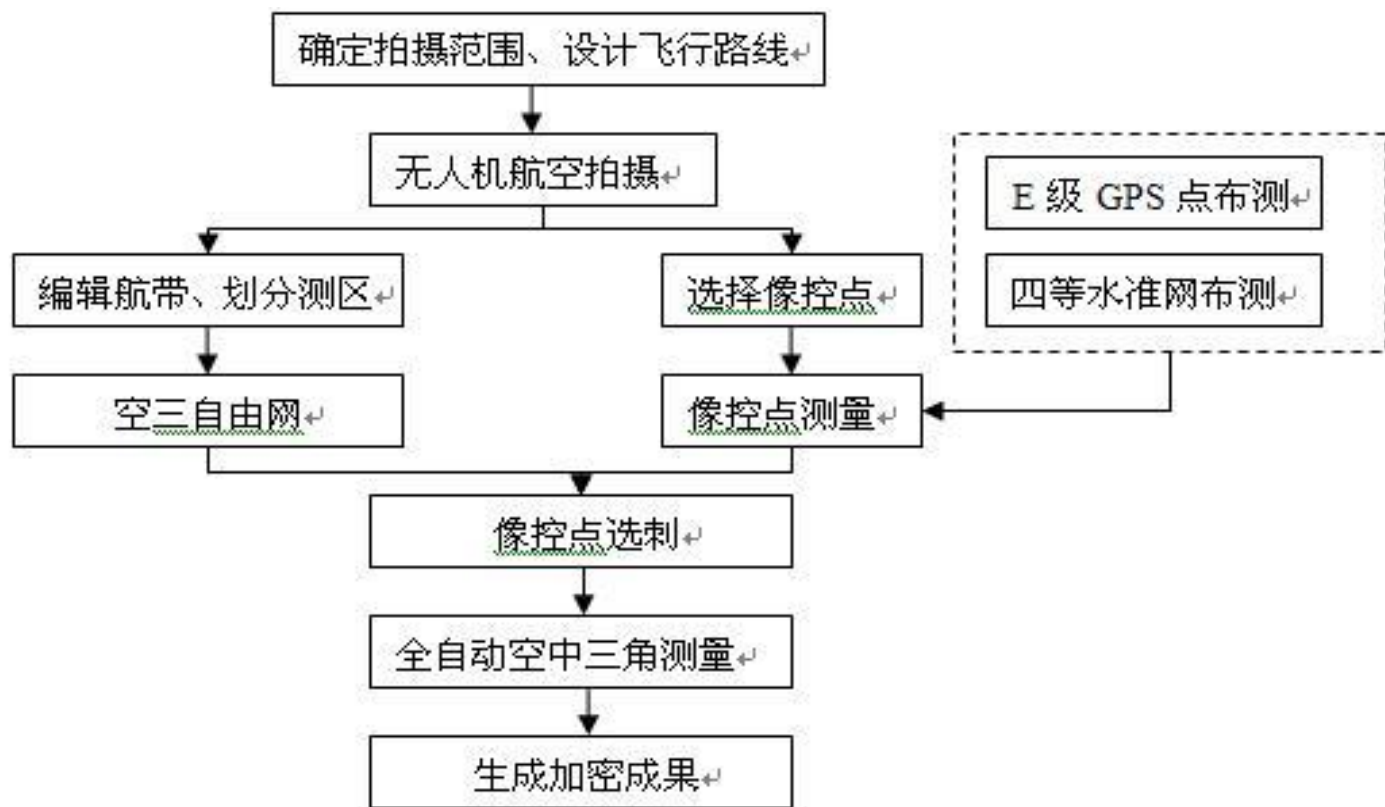 确定拍摄范围、设计飞行路线
无人机航空拍摄
E 级 GPS 点布测
编辑航带、划分测区
选择像控点
四等水准网布测
空三自由网
像控点测量
像控点选刺
全自动空中三角测量
生成加密成果